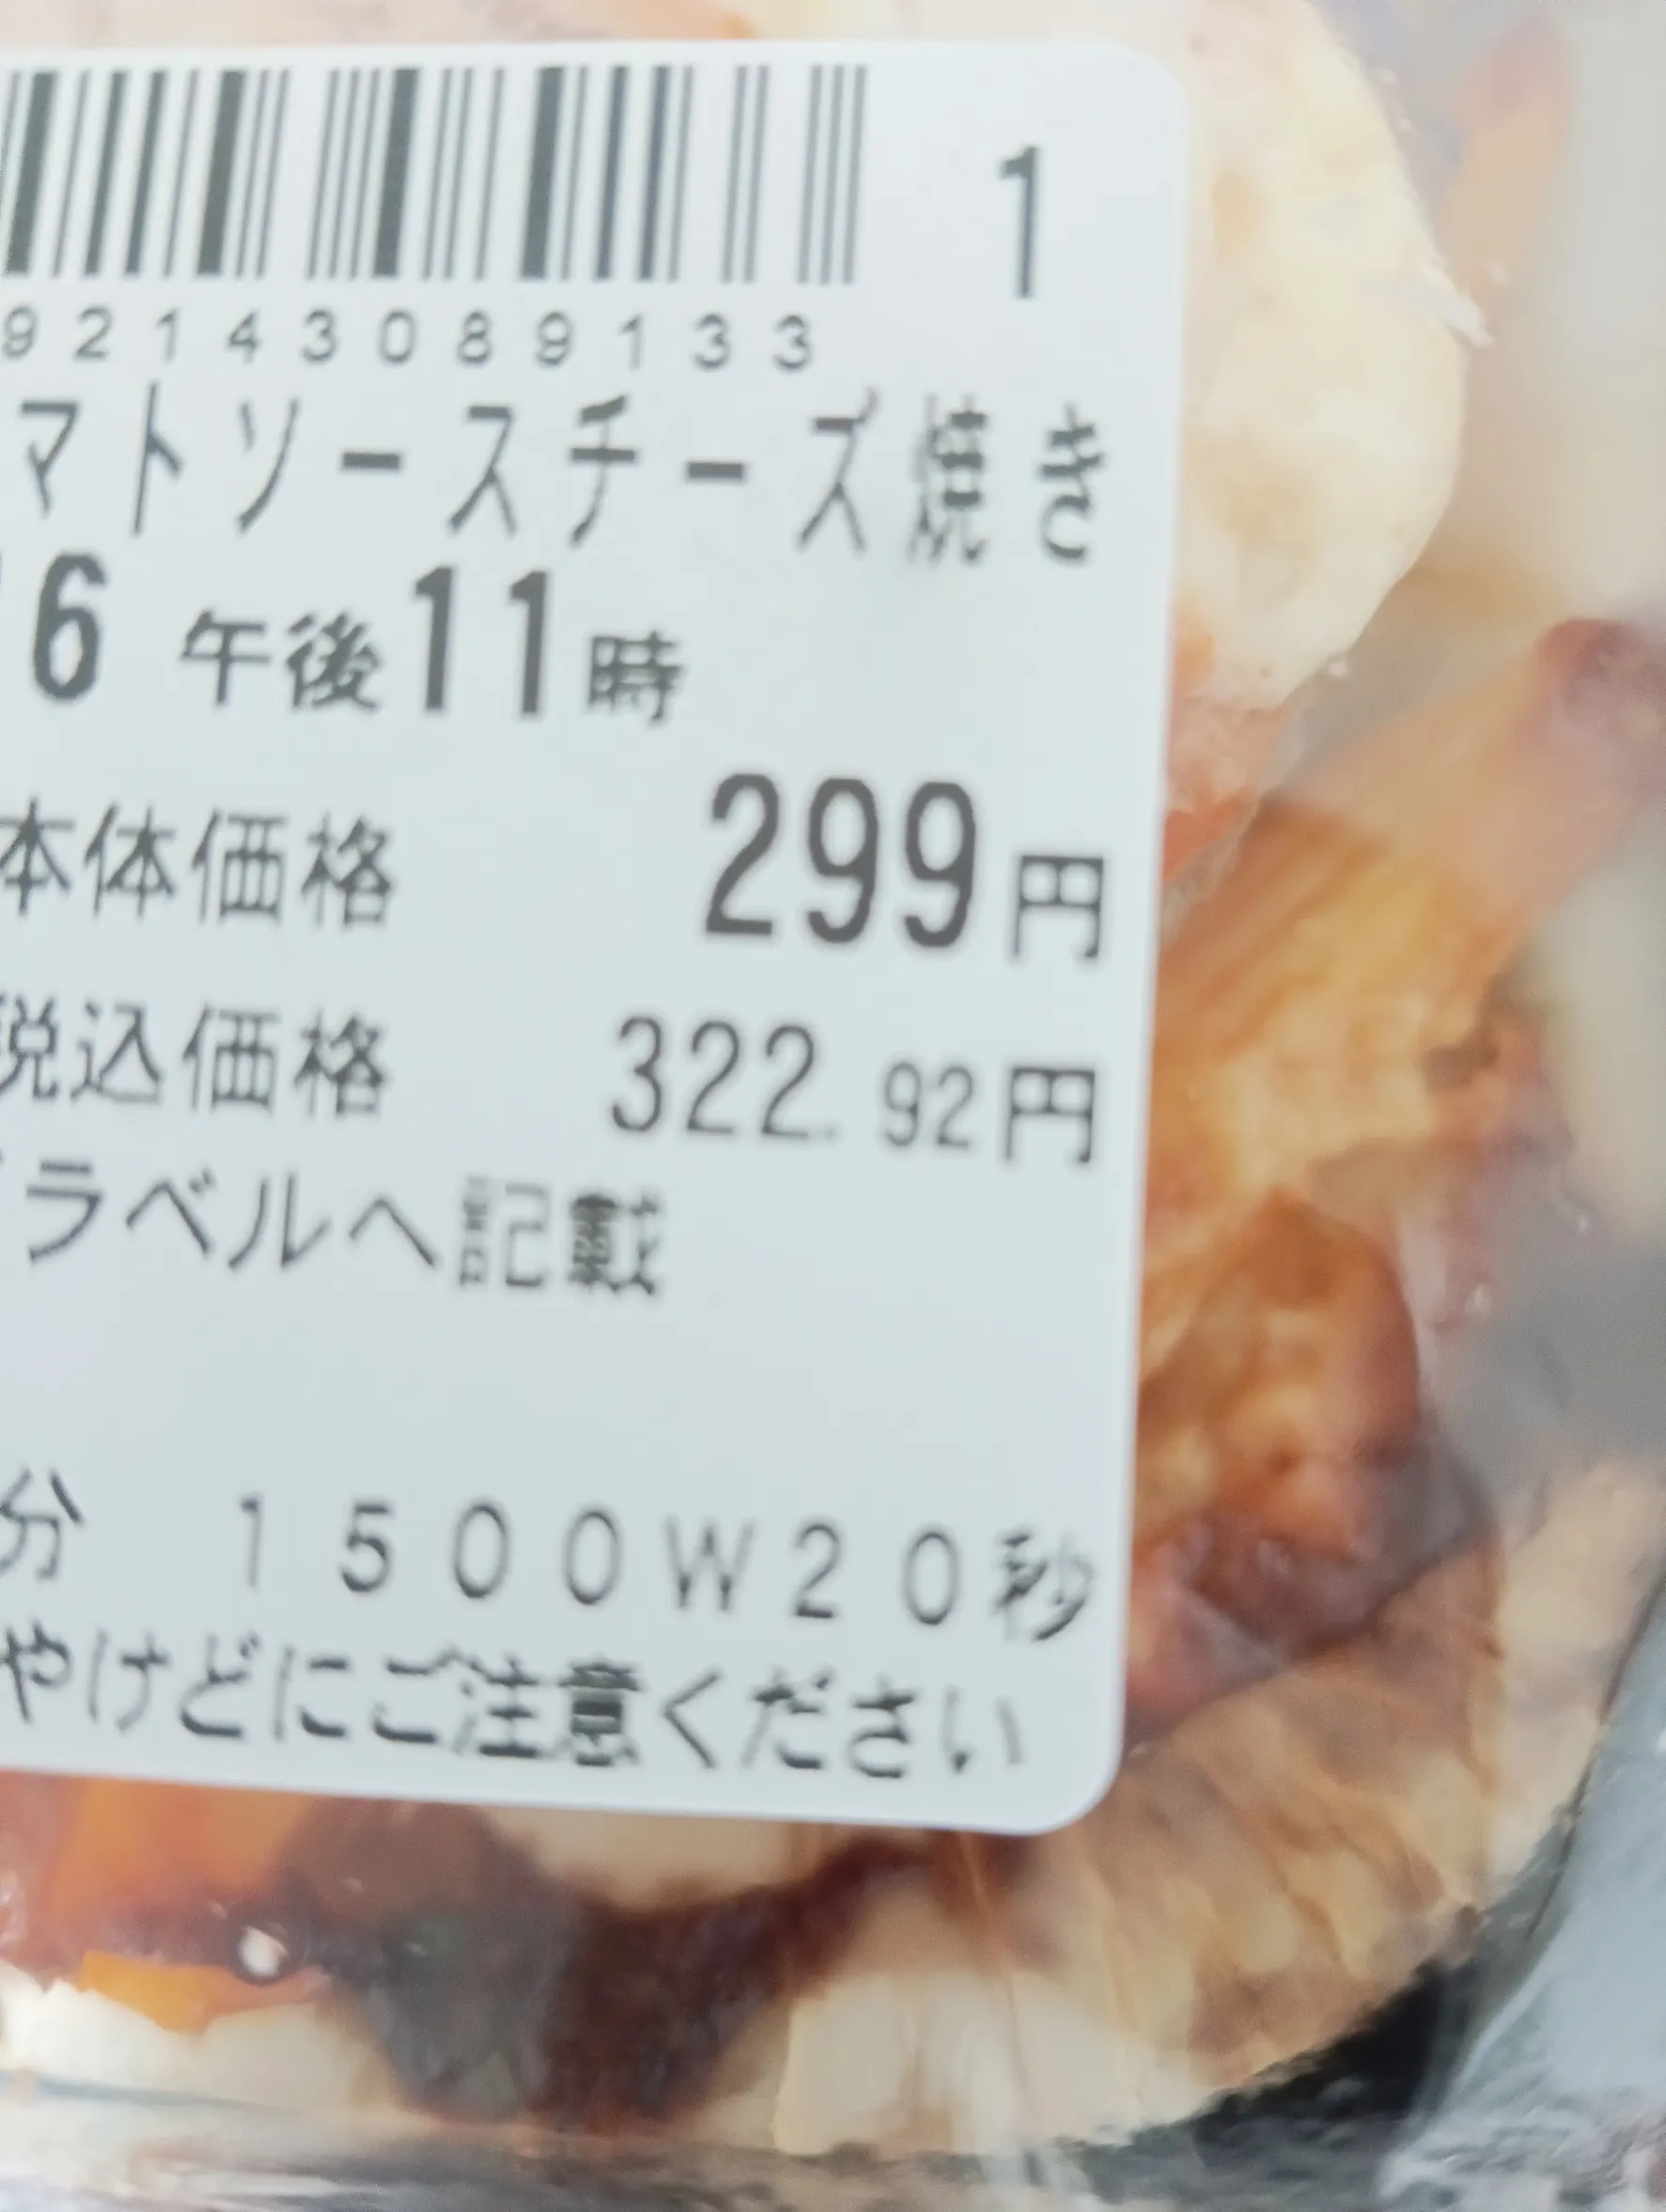 1
92143089133
マトソースチーズ焼き
6 午後11時
本体価格 299円
税込価格 322.92円
ラベルへ記載
分 1500W20秒
やけどにご注意ください